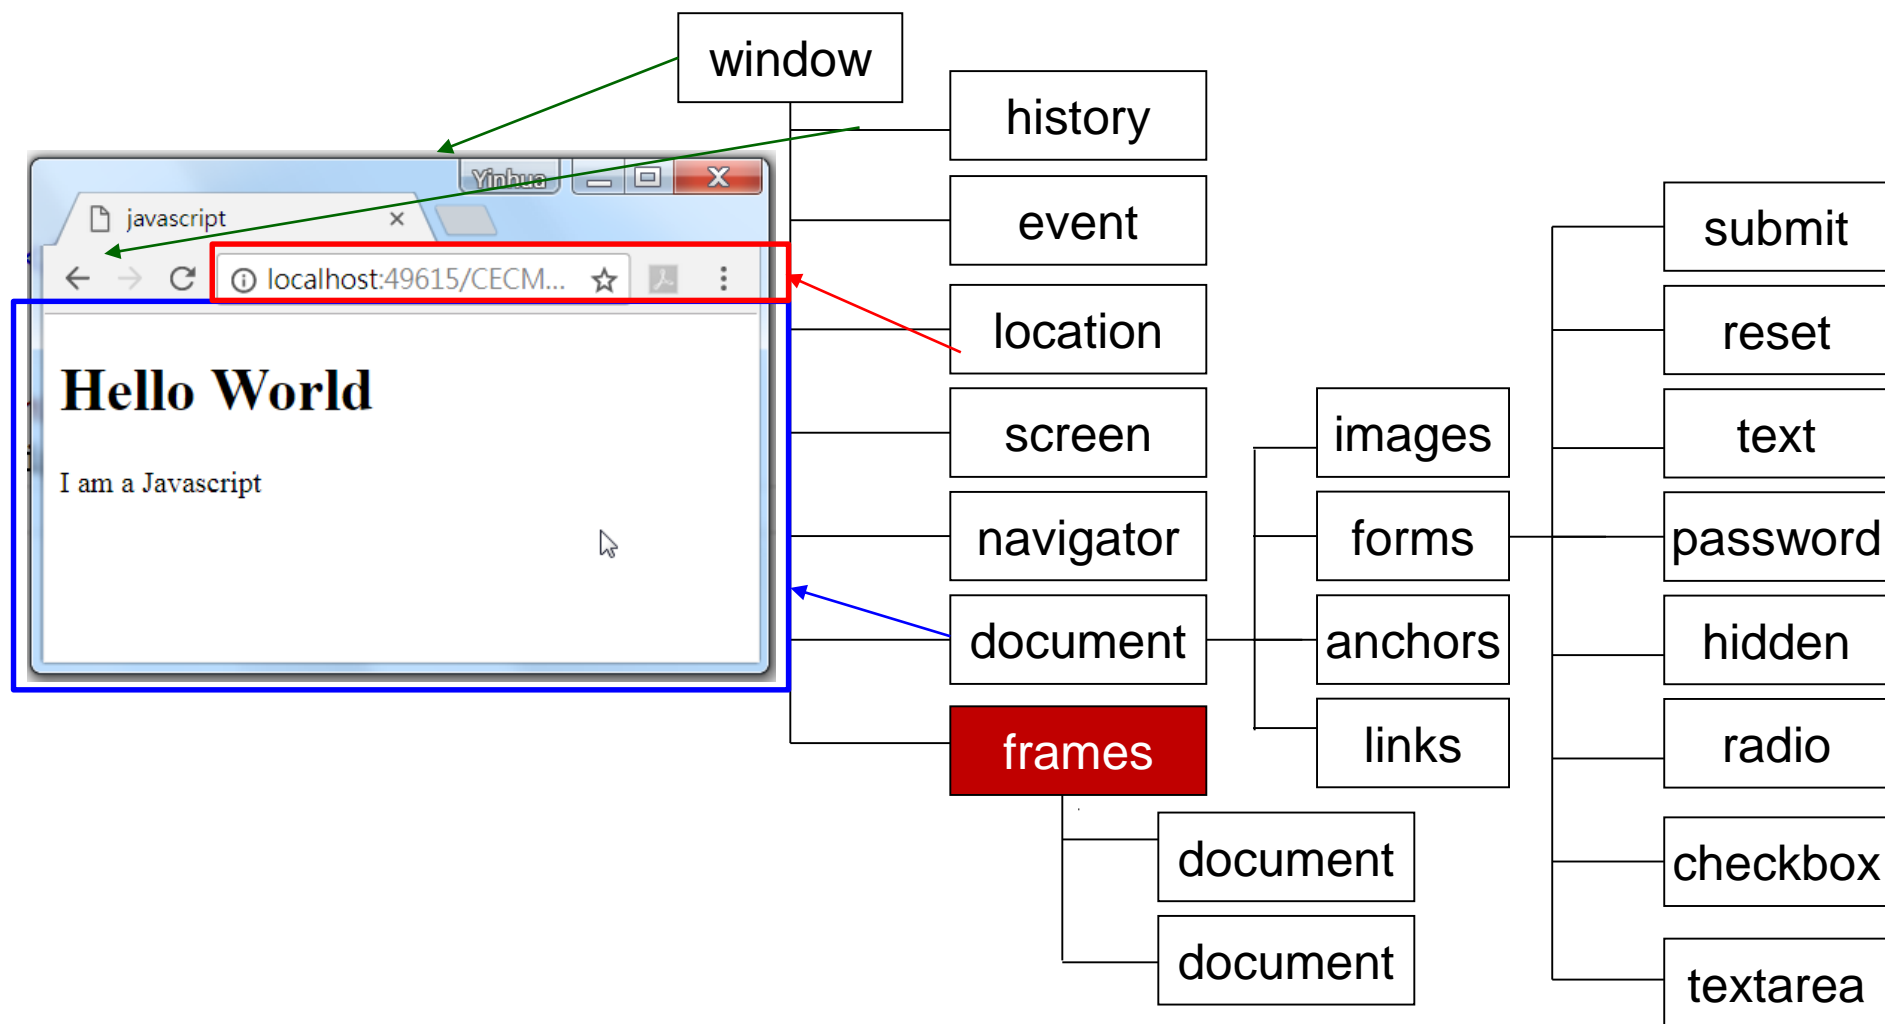 window
history
event
location
screen
navigator
document
frames
document
document
images
forms
anchors
links
submit
reset
text
password
hidden
radio
checkbox
textarea
Yinhua
javascript
localhost:49615/CECM...
Hello World
I am a Javascript